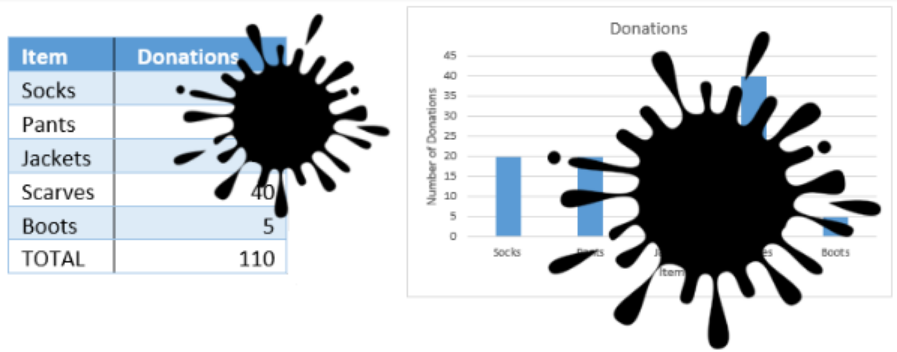 Item Donations
Socks
Pants
Jackets
Scarves 40
Boots 5
TOTAL 110
Donations
Number of Donations
45
40
35
30
25
20
15
10
5
0
Socks Boots
Item